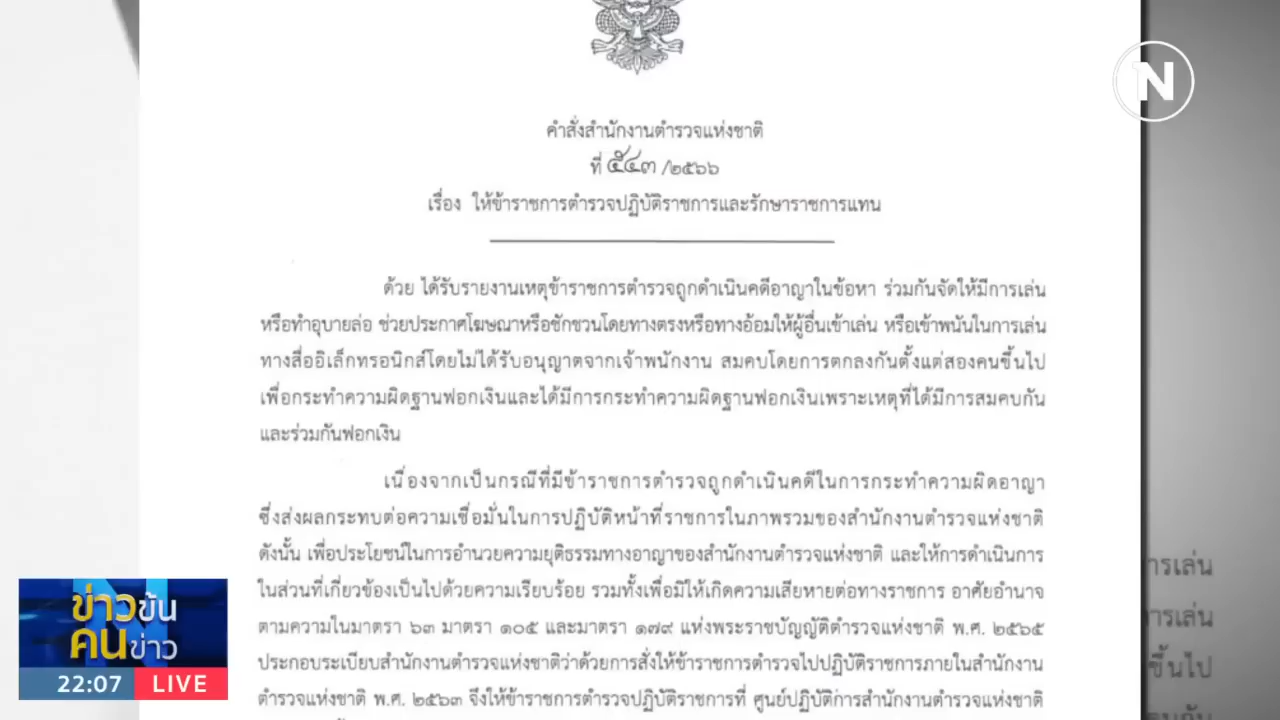 N
คำสั่งสำนักงานตำรวจแห่งชาติ
ที่ ๕๔๓ /๒๕๖๖
เรื่อง ให้ข้าราชการตำรวจปฏิบัติราชการและรักษาราชการแทน
ด้วย ได้รับรายงานเหตุข้าราชการตำรวจถูกดำเนินคดีอาญาในข้อหา ร่วมกันจัดให้มีการเล่น
หรือทำอุบายล่อ ช่วยประกาศโฆษณาหรือชักชวนโดยทางตรงหรือทางอ้อมให้ผู้อื่นเข้าเล่น หรือเข้าพนันในการเล่น
ทางสื่ออิเล็กทรอนิกส์โดยไม่ได้รับอนุญาตจากเจ้าพนักงาน สมคบโดยการตกลงกันตั้งแต่สองคนขึ้นไป
เพื่อกระทำความผิดฐานฟอกเงินและได้มีการกระทำความผิดฐานฟอกเงินเพราะเหตุที่ได้มีการสมคบกัน
และร่วมกันฟอกเงิน
เนื่องจากเป็นกรณีที่มีข้าราชการตำรวจถูกดำเนินคดีในการกระทำความผิดอาญา
ซึ่งส่งผลกระทบต่อความเชื่อมั่นในการปฏิบัติหน้าที่ราชการในภาพรวมของสำนักงานตำรวจแห่งชาติ
ดังนั้น เพื่อประโยชน์ในการอำนวยความยุติธรรมทางอาญาของสำนักงานตำรวจแห่งชาติ และให้การดำเนินการ
ในส่วนที่เกี่ยวข้องเป็นไปด้วยความเรียบร้อย รวมทั้งเพื่อมิให้เกิดความเสียหายต่อทางราชการ อาศัยอำนาจ
ตามความในมาตรา ๖๓ มาตรา ๑๐๕ และมาตรา ๑๗๙ แห่งพระราชบัญญัติตำรวจแห่งชาติ พ.ศ. ๒๕๖๕
ประกอบระเบียบสำนักงานตำรวจแห่งชาติว่าด้วยการสั่งให้ข้าราชการตำรวจไปปฏิบัติราชการภายในสำนักงาน
ตำรวจแห่งชาติ พ.ศ. ๒๕๖๓ จึงให้ข้าราชการตำรวจปฏิบัติราชการที่ ศูนย์ปฏิบัติการสำนักงานตำรวจแห่งชาติ
ารเล่น
ารเล่น
ขึ้นไป
ข่าวข้น
คนข่าว
22:07 LIVE